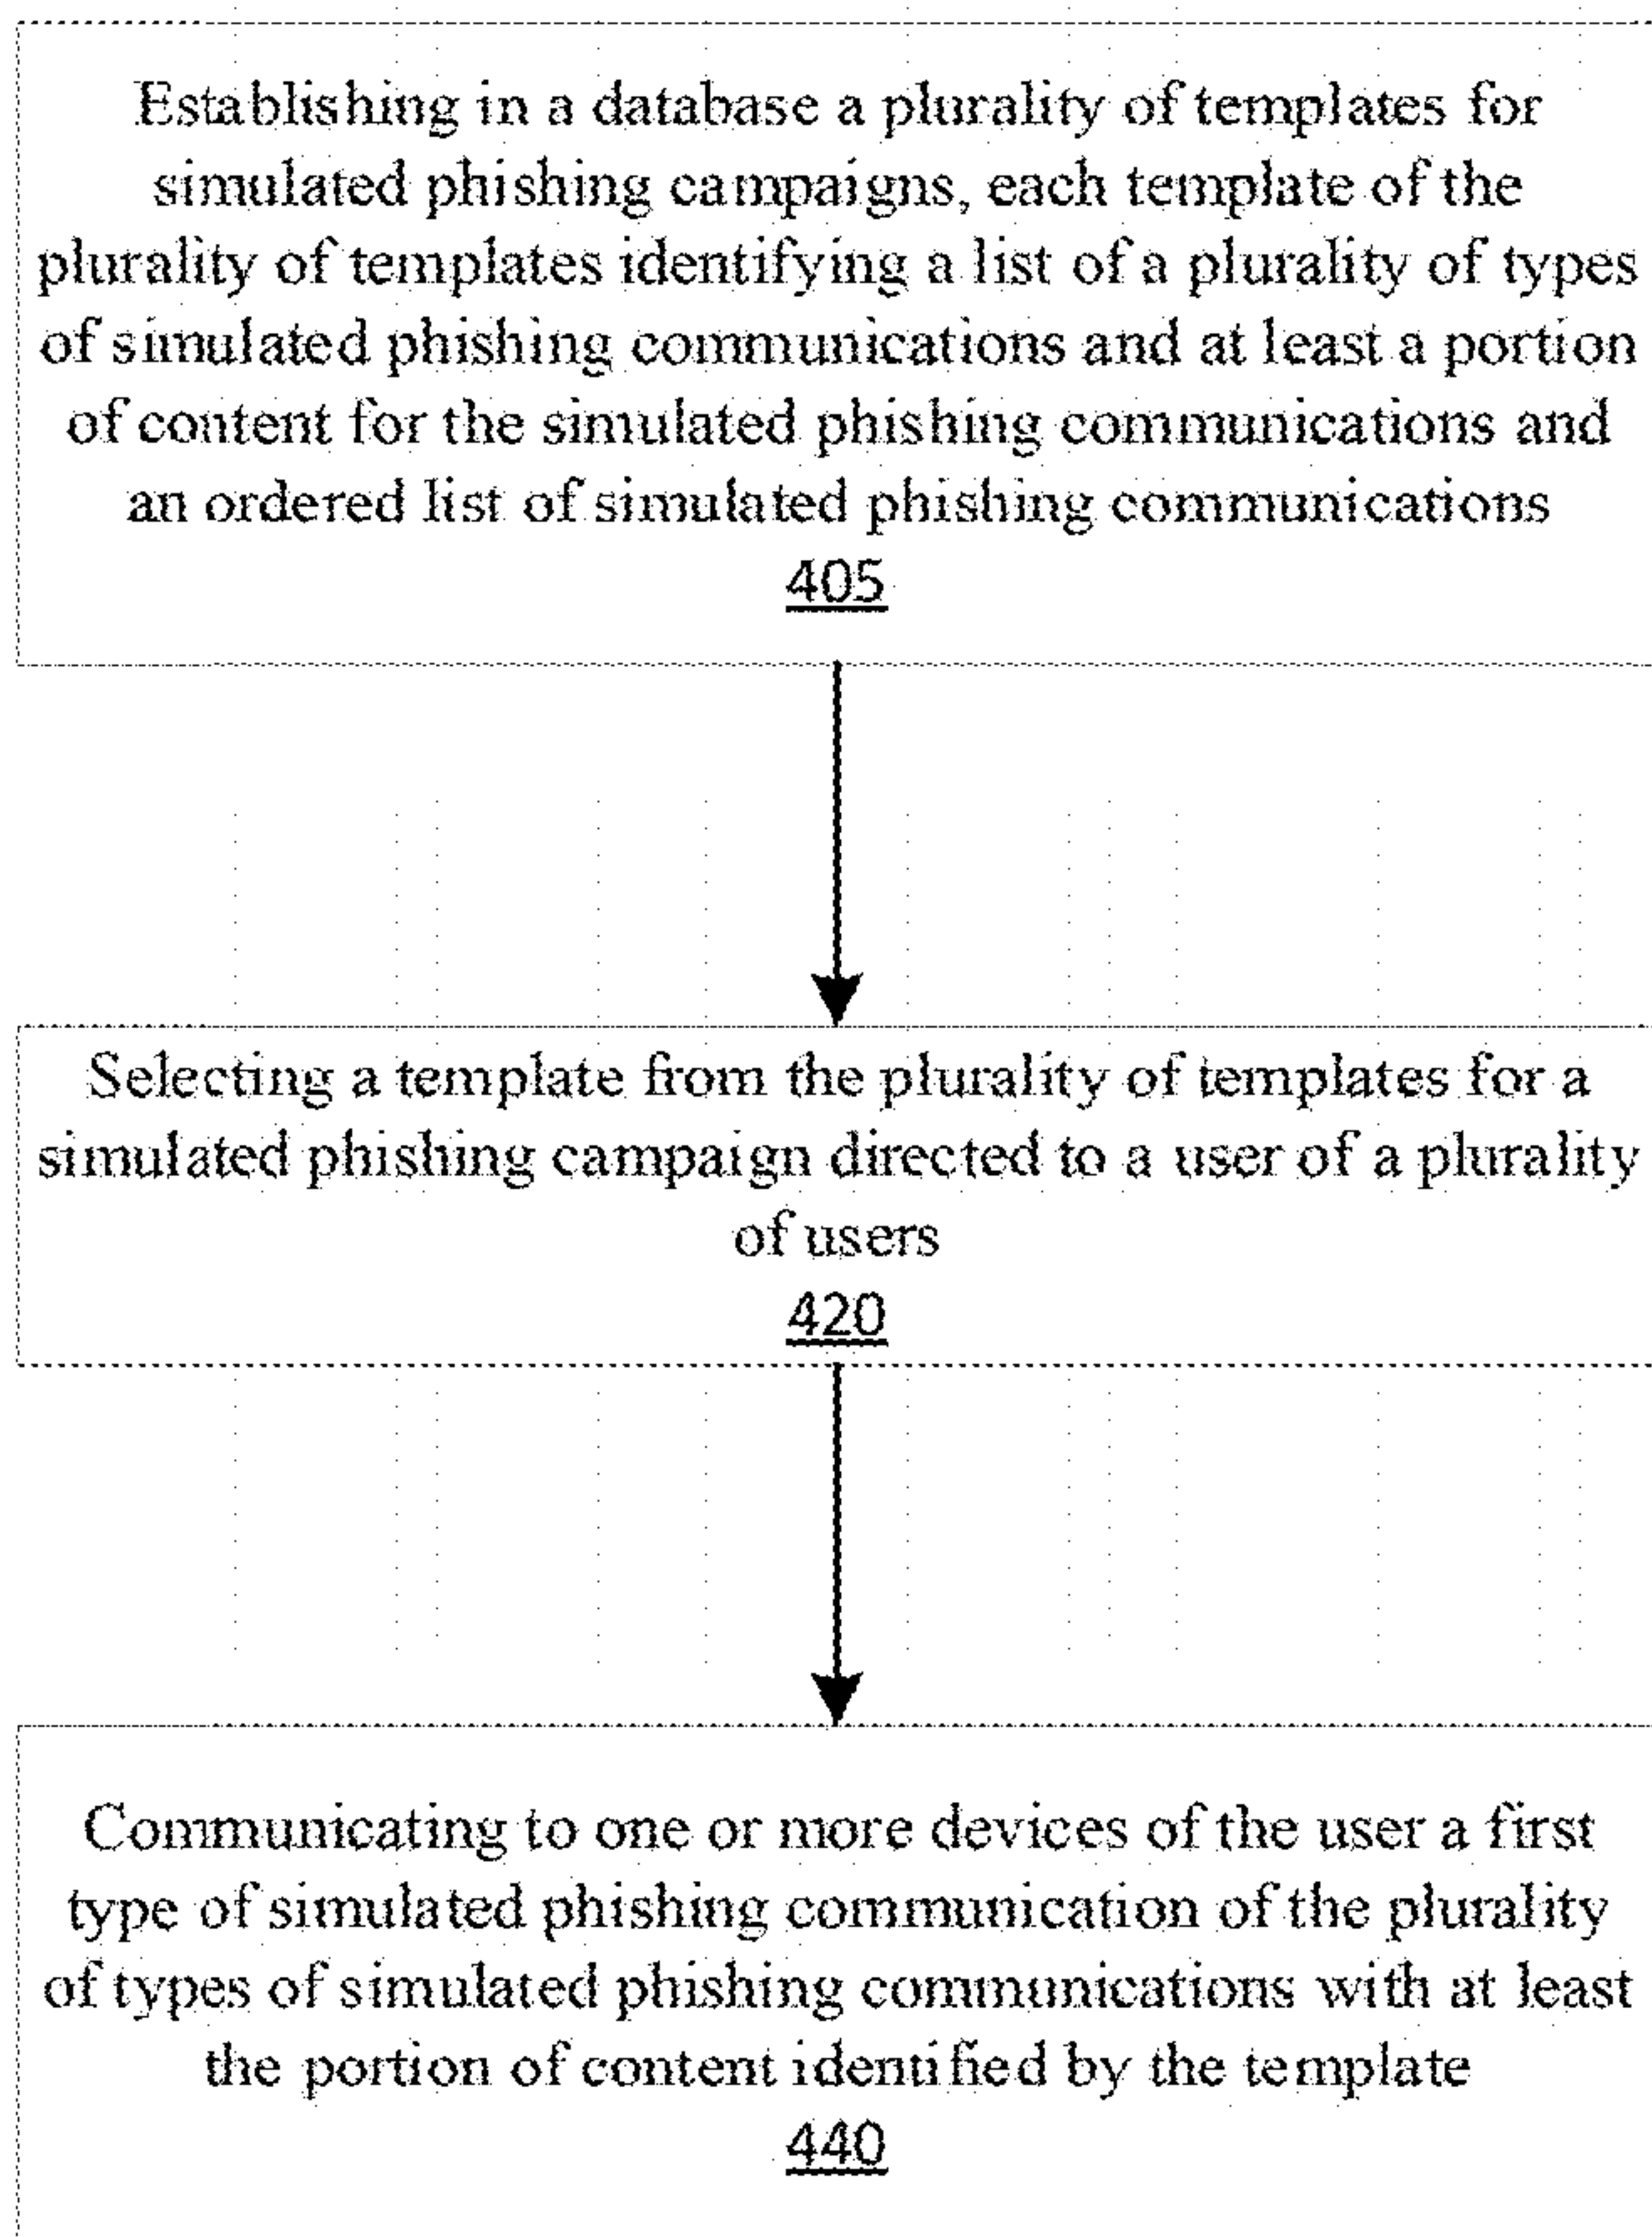 Establishing in a database a plurality of templates for
simulated phishing campaigns, each template of the
plurality of templates identifying a list of a plurality of types
of simulated phishing communications and at least a portion
of content for the simulated phishing communications and
an ordered list of simulated phishing communications
405
Selecting a template from the plurality of templates for a
simulated phishing campaign directed to a user of a plurality
of users
420
Communicating to one or more devices of the user a first
type of simulated phishing communication of the plurality
of types of simulated phishing communications with at least
the portion of content identified by the template
440